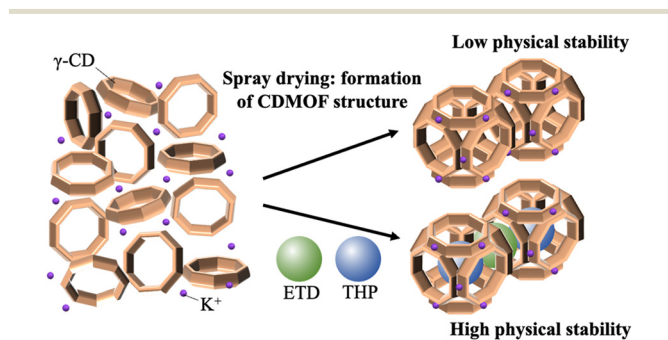 γ-CD
Spray drying: formation
of CDMOF structure
Low physical stability
ETD
THP
K⁺
High physical stability